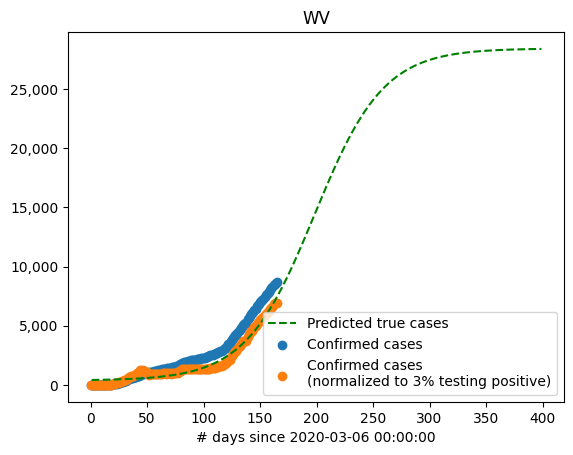 WV
25,000
20,000
15,000
10,000
5,000
0
Predicted true cases
Confirmed cases
Confirmed cases
(normalized to 3% testing positive)
0 50 100 150 200 250 300 350 400
# days since 2020-03-06 00:00:00